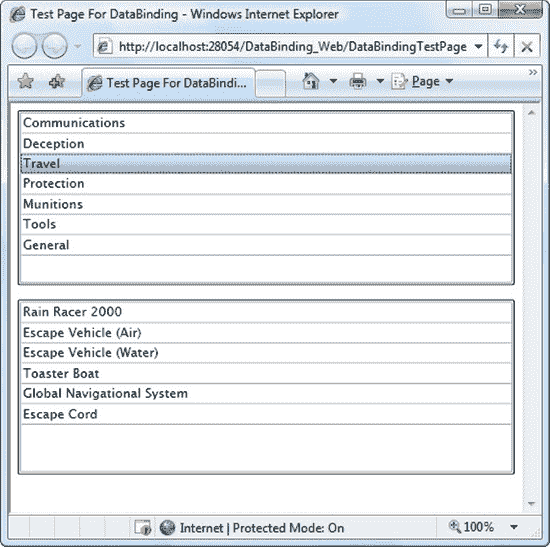 Test Page For DataBinding - Windows Internet Explorer
http://localhost:28054/DataBinding_Web/DataBindingTestPage
Test Page For DataBindi...
Page
Communications
Deception
Travel
Protection
Munitions
Tools
General
Rain Racer 2000
Escape Vehicle (Air)
Escape Vehicle (Water)
Toaster Boat
Global Navigational System
Escape Cord
Internet | Protected Mode: On
100%